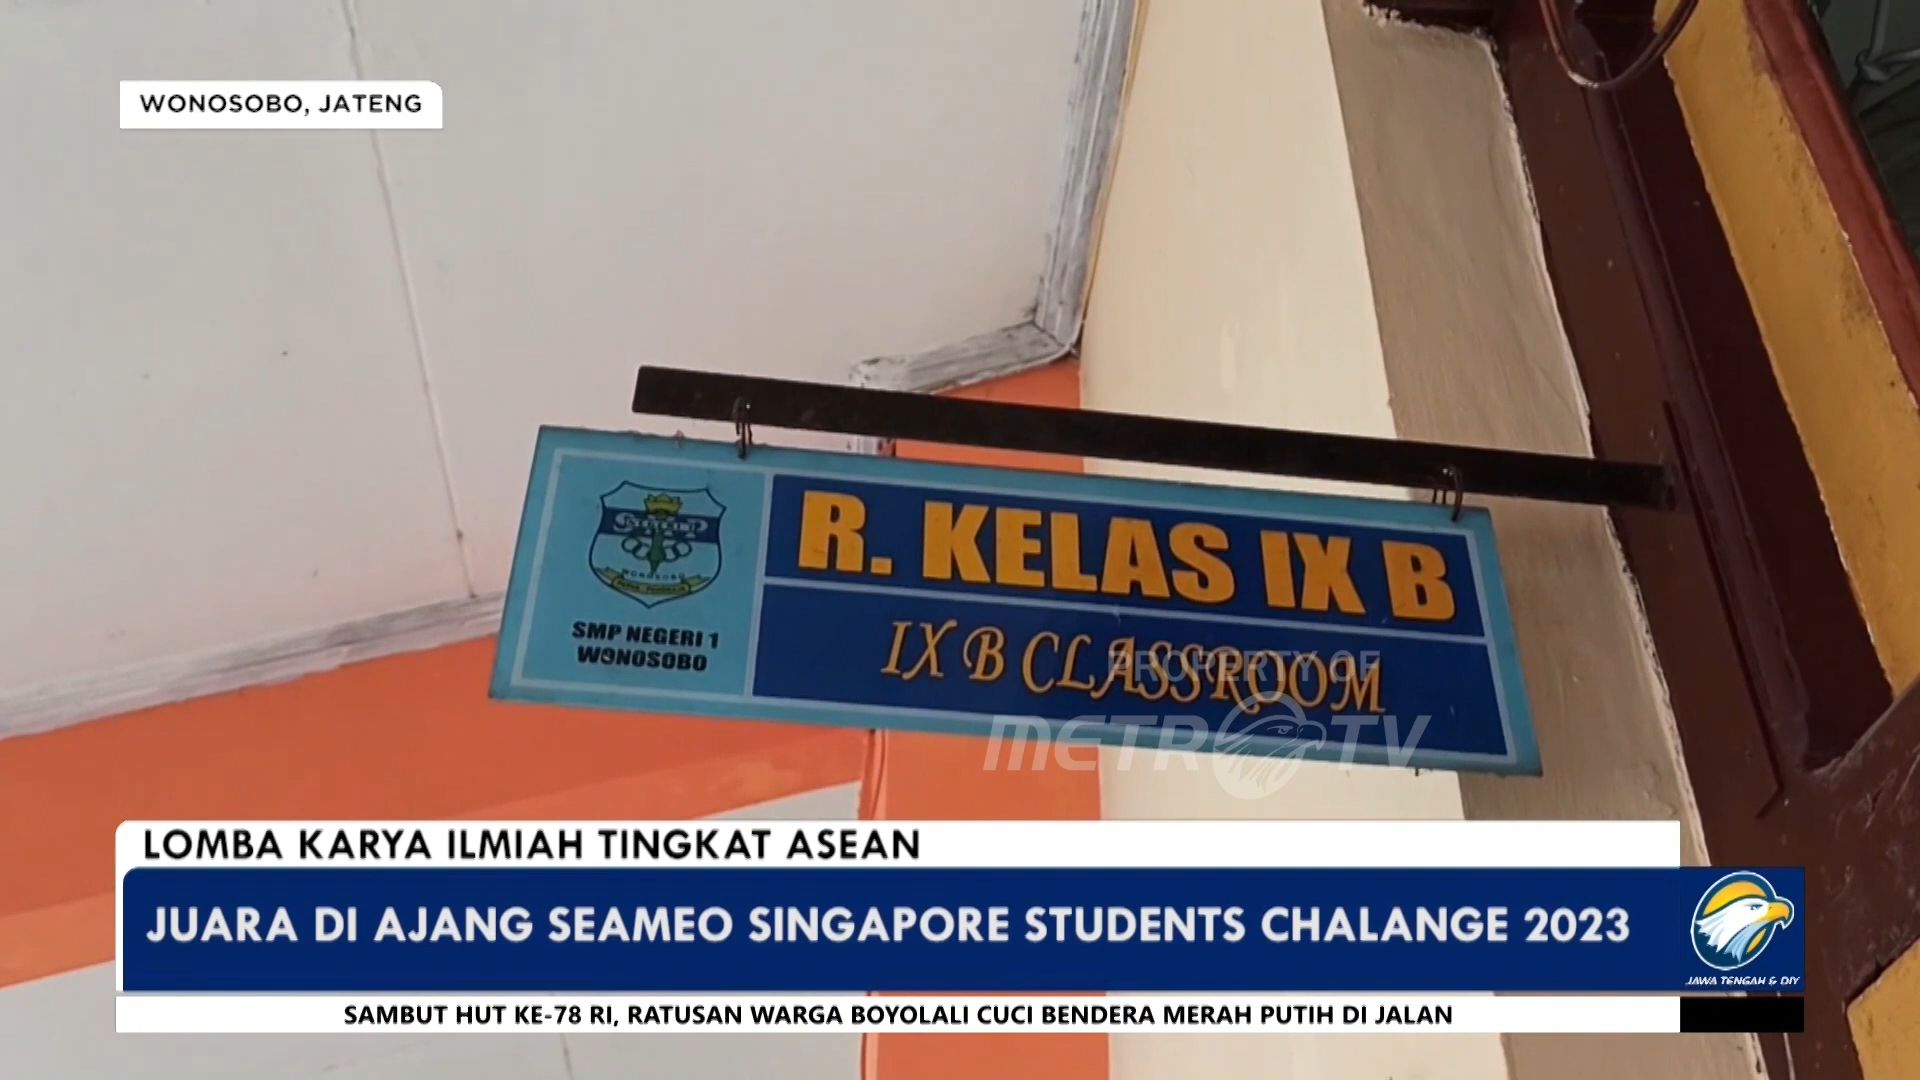 WONOSOBO, JATENG
R. KELAS IX B
SMP NEGERI 1
WONOSOBO
IX B CLASSROOM
PROPERTY OF
METRO TV
LOMBA KARYA ILMIAH TINGKAT ASEAN
JUARA DI AJANG SEAMEO SINGAPORE STUDENTS CHALANGE 2023
JAWA TENGAH & DIY
SAMBUT HUT KE-78 RI, RATUSAN WARGA BOYOLALI CUCI BENDERA MERAH PUTIH DI JALAN